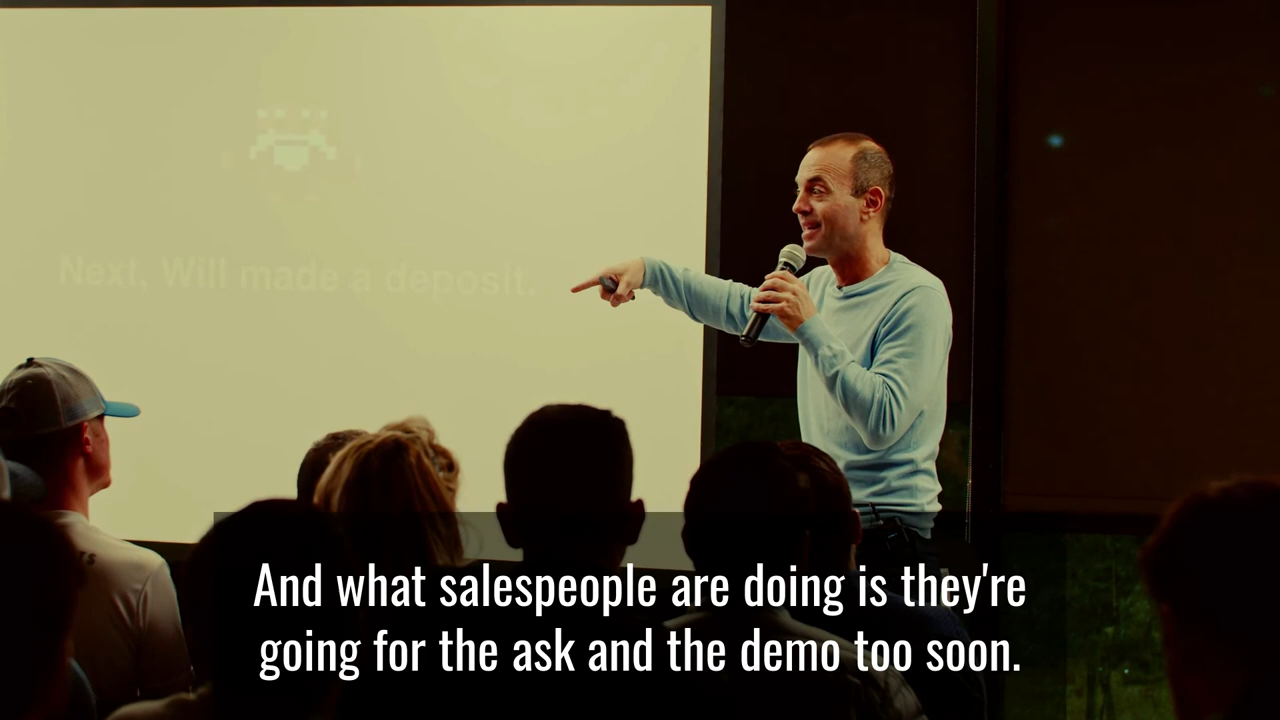 Next, Will made a deposit.
And what salespeople are doing is they're
going for the ask and the demo too soon.